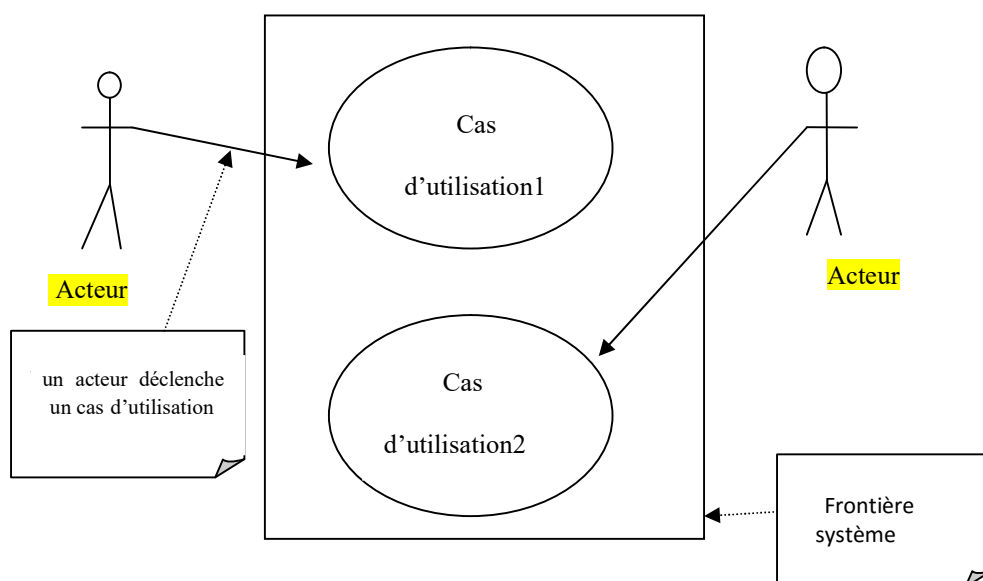 Cas
d’utilisation1
Acteur
Acteur
un acteur déclenche
un cas d’utilisation
Cas
d’utilisation2
Frontière
système